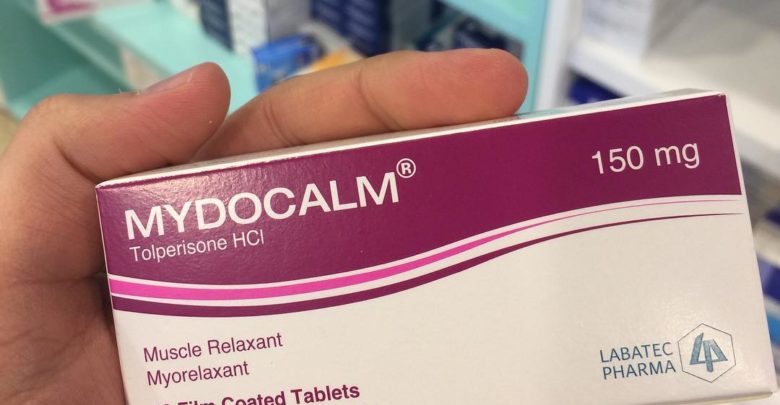 MYDOCALM®
150 mg
Tolperisone HCl
Muscle Relaxant
Myorelaxant
LABATEC
PHARMA
Film Coated Tablets